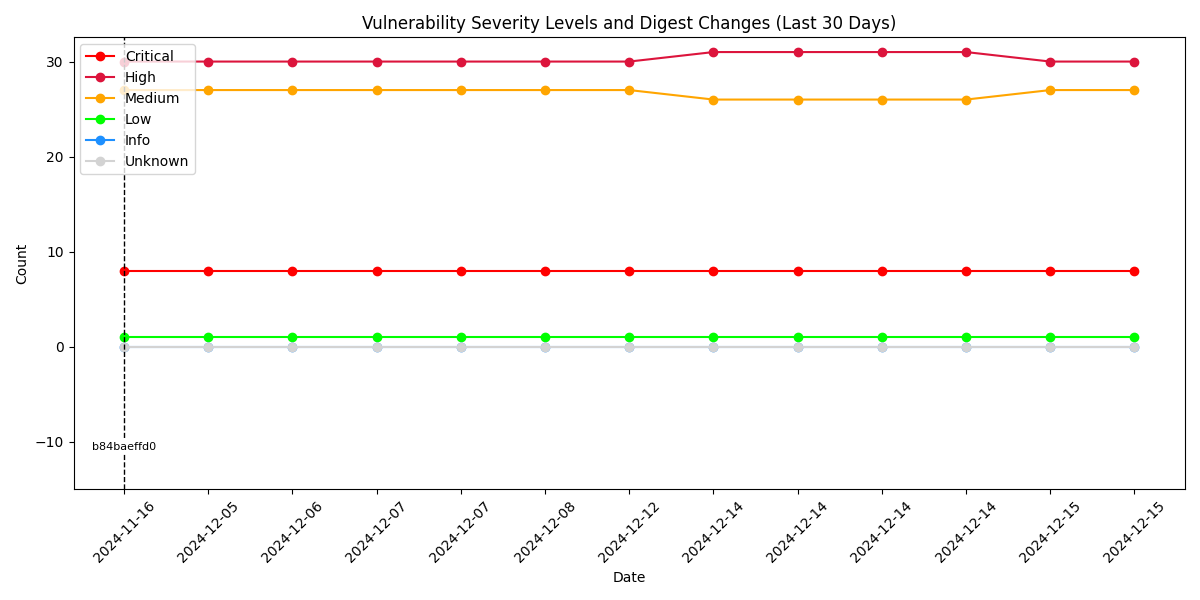 Vulnerability Severity Levels and Digest Changes (Last 30 Days)
Critical
High
Medium
Low
Info
Unknown
30
20
10
0
−10
Count
b84baeffd0
2024-11-16
2024-12-05
2024-12-06
2024-12-07
2024-12-07
2024-12-08
2024-12-12
2024-12-14
2024-12-14
2024-12-14
2024-12-14
2024-12-15
2024-12-15
Date